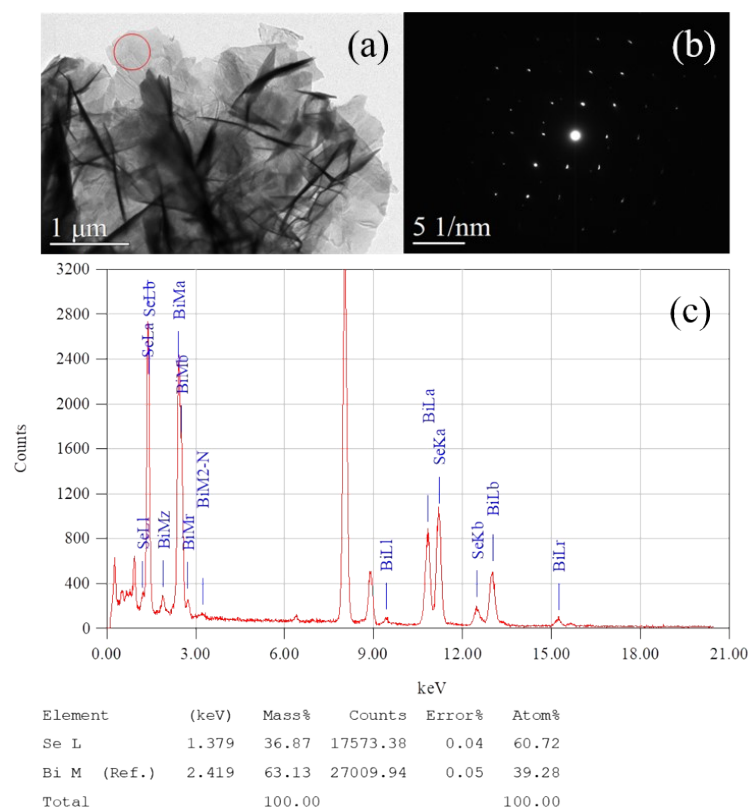 (a)
1 μm
(b)
5 1/nm
(c)
3200
2800
2400
2000
1600
1200
800
400
0
Counts
SeLl
SeLa SeLb
BiMz
BiMa
BiMb
BiMr
BiM2-N
BiLl
BiLa
SeKa
SeKb
BiLb
BiLr
0.00 3.00 6.00 9.00 12.00 15.00 18.00 21.00
keV
Element (keV) Mass% Counts Error% Atom%
Se L 1.379 36.87 17573.38 0.04 60.72
Bi M (Ref.) 2.419 63.13 27009.94 0.05 39.28
Total 100.00 100.00